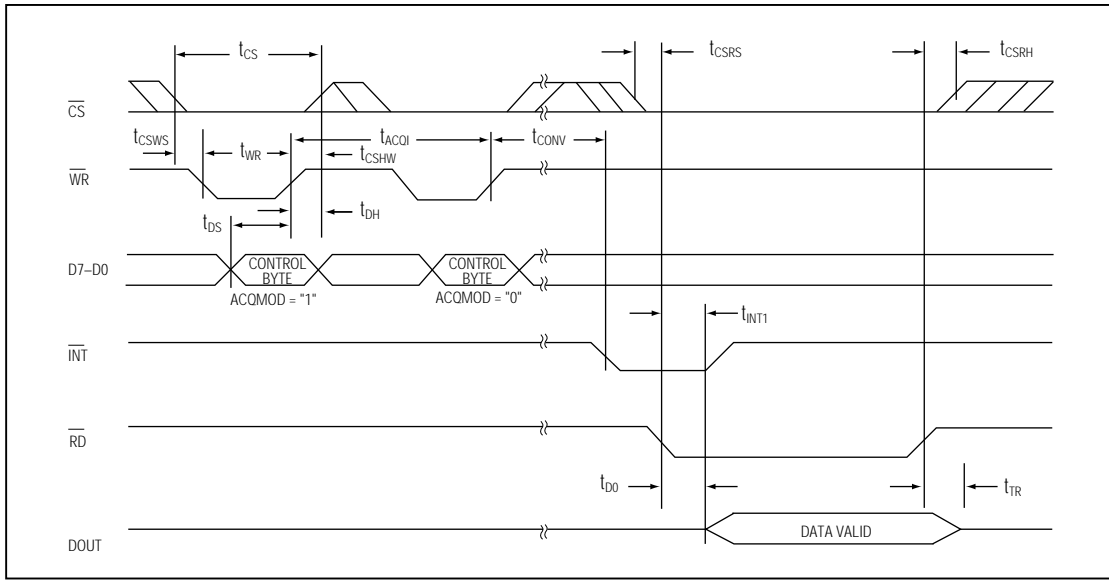 tCS
tCSRS
tCSRH
CS
tCSWS
tWR
tACQI
tCSHW
tCONV
WR
tDS
tDH
D7–D0
CONTROL
BYTE
CONTROL
BYTE
ACQMOD = "1"
ACQMOD = "0"
tINT1
INT
RD
tD0
tTR
DATA VALID
DOUT